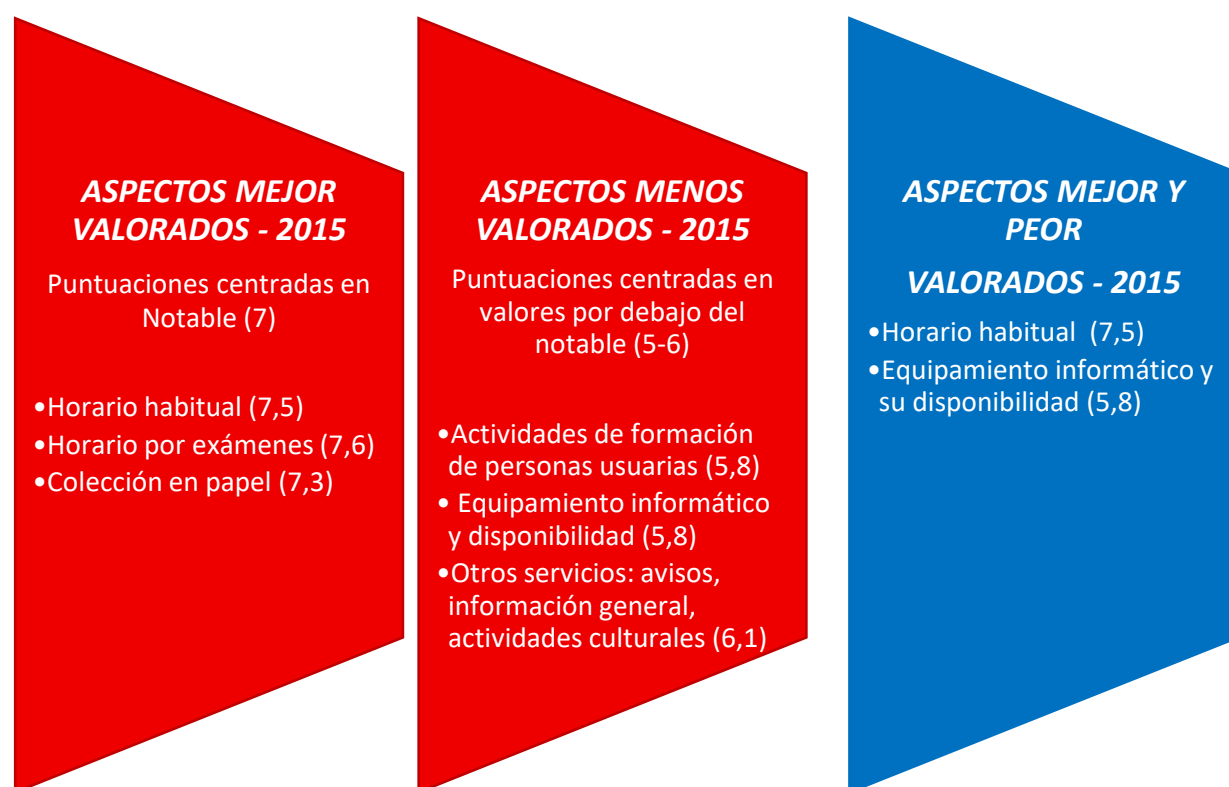 ASPECTOS MEJOR
VALORADOS - 2015
Puntuaciones centradas en
Notable (7)
•Horario habitual (7,5)
•Horario por exámenes (7,6)
•Colección en papel (7,3)
ASPECTOS MENOS
VALORADOS - 2015
Puntuaciones centradas en
valores por debajo del
notable (5-6)
•Actividades de formación
de personas usuarias (5,8)
• Equipamiento informático
y disponibilidad (5,8)
•Otros servicios: avisos,
información general,
actividades culturales (6,1)
ASPECTOS MEJOR Y
PEOR
VALORADOS - 2015
•Horario habitual (7,5)
•Equipamiento informático y
su disponibilidad (5,8)